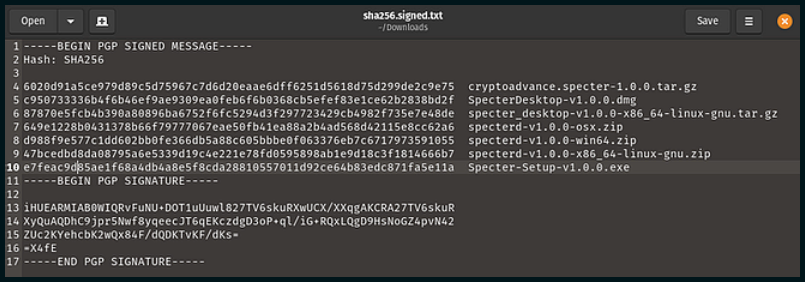 Open
sha256.signed.txt
~/Downloads
Save
1 -----BEGIN PGP SIGNED MESSAGE-----
2 Hash: SHA256
3
4 6020d91a5ce979d89c5d75967c7d6d20eaae6dff6251d5618d75d299de2c9e75  cryptoadvance.specter-1.0.0.tar.gz
5 c950733336b4f6b46ef9ae9309ea0feb6f6b0368cb5efef83e1ce62b2838bd2f  SpecterDesktop-v1.0.0.dmg
6 87870e5fcb4b390a80896ba6752f6fc5294d3f297723429cb4982f735e7e48de  specter_desktop-v1.0.0-x86_64-linux-gnu.tar.gz
7 649e1228b0431378b66f79777067eae50fb41ea88a2b4ad568d42115e8cc62a6  specterd-v1.0.0-osx.zip
8 d988f9e577c1dd602bb0fe366db5a88c605bbbe0f063376eb7c6717973591055  specterd-v1.0.0-win64.zip
9 47bcedbd8da08795a6e5339d19c4e221e78fd0595898ab1e9d18c3f1814666b7  specterd-v1.0.0-x86_64-linux-gnu.zip
10 e7feac9d85ae1f68a4db4a8e5f8cda28810557011d92ce64b83edc871fa5e11a  Specter-Setup-v1.0.0.exe
11 -----BEGIN PGP SIGNATURE-----
12
13 iHUEARMIAB0WIQRvFuNU+DOT1uUuwl827TV6skuRXwUCX/XXqgAKCRA27TV6skuR
14 XyQuAQDhC9jpr5Nwf8yqeecJT6qEKczdgD3oP+ql/iG+RQxLQgD9HsNoGZ4pvN42
15 ZUc2KYehcbK2wQx84F/dQDKTvKF/dKs=
16 =X4fE
17 -----END PGP SIGNATURE-----